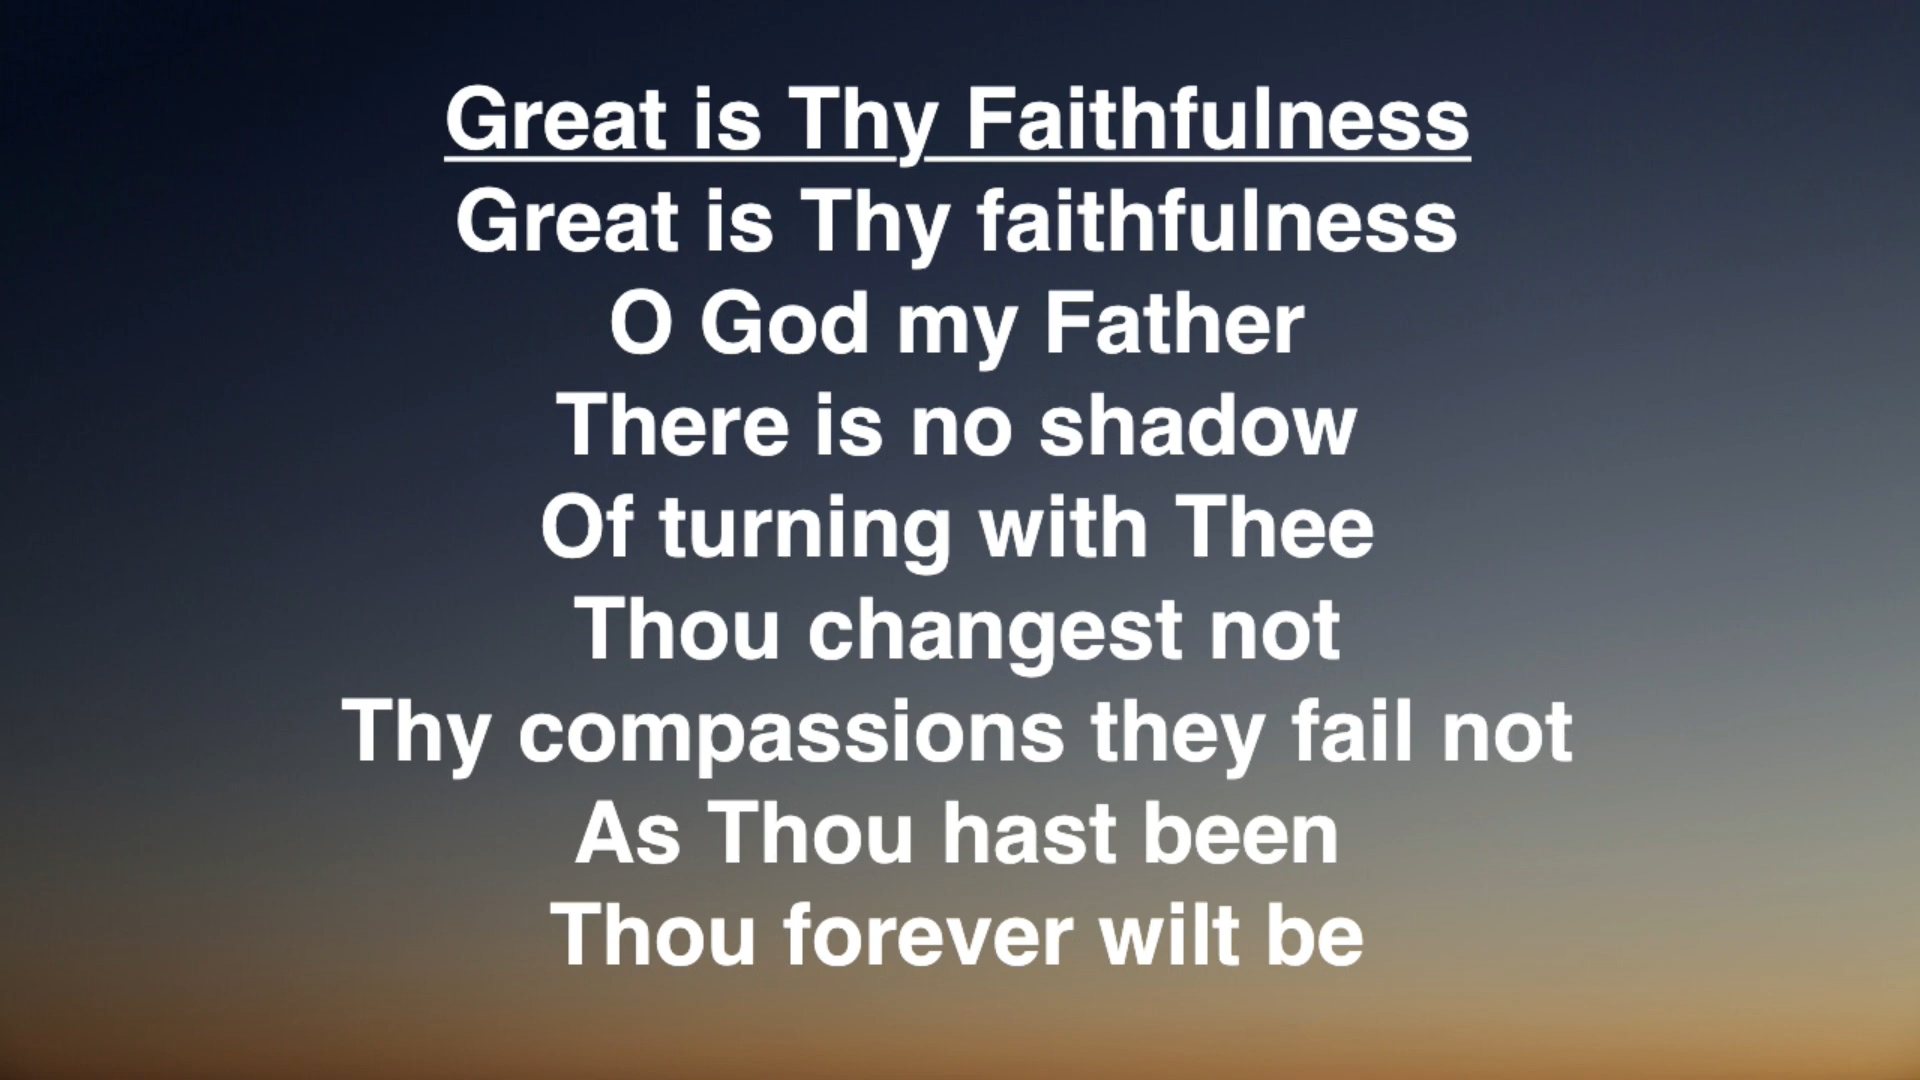 Great is Thy Faithfulness
Great is Thy faithfulness
O God my Father
There is no shadow
Of turning with Thee
Thou changest not
Thy compassions they fail not
As Thou hast been
Thou forever wilt be